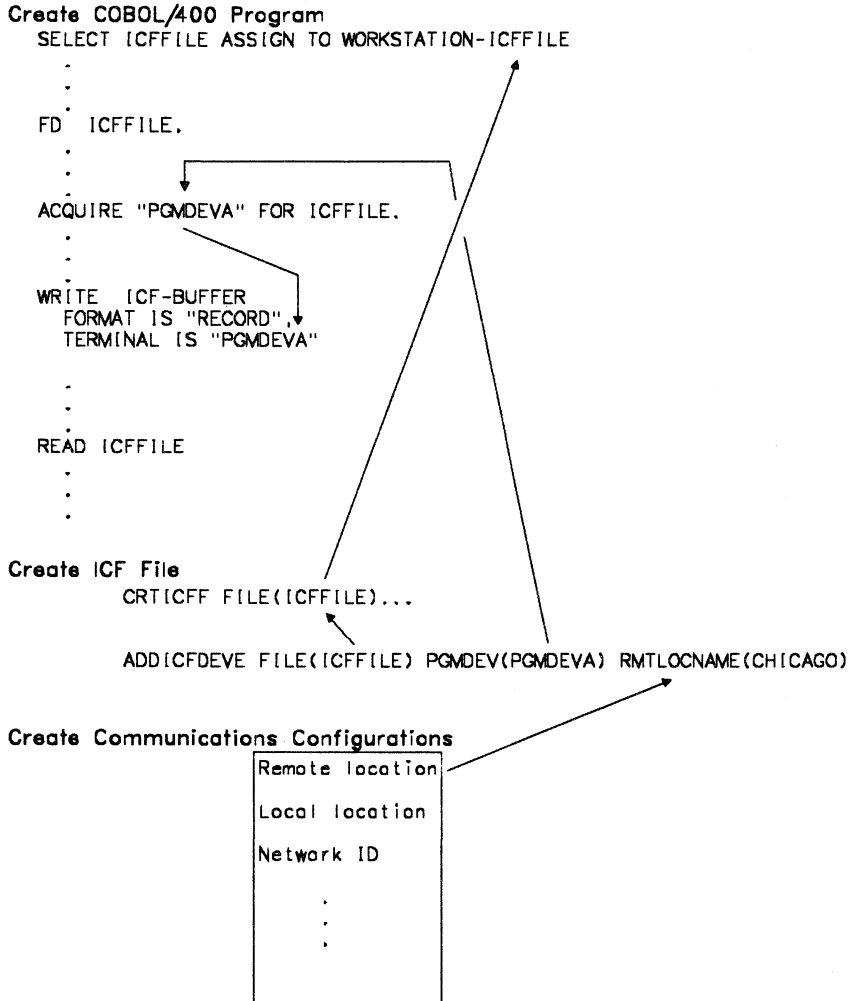 Create COBOL/400 Program
SELECT ICFFILE ASSIGN TO WORKSTATION-ICFFILE
.
.
.
FD ICFFILE.
.
.
.
ACQUIRE "PGMDEVA" FOR ICFFILE.
.
.
.
WRITE ICF-BUFFER
FORMAT IS "RECORD",
TERMINAL IS "PGMDEVA"
.
.
.
READ ICFFILE
.
.
.
Create ICF File
CRTICFF FILE(ICFFILE)...
ADDICFDEVE FILE(ICFFILE) PGMDEV(PGMDEVA) RMTLOCNAME(CHICAGO)
Create Communications Configurations
Remote location
Local location
Network ID
.
.
.